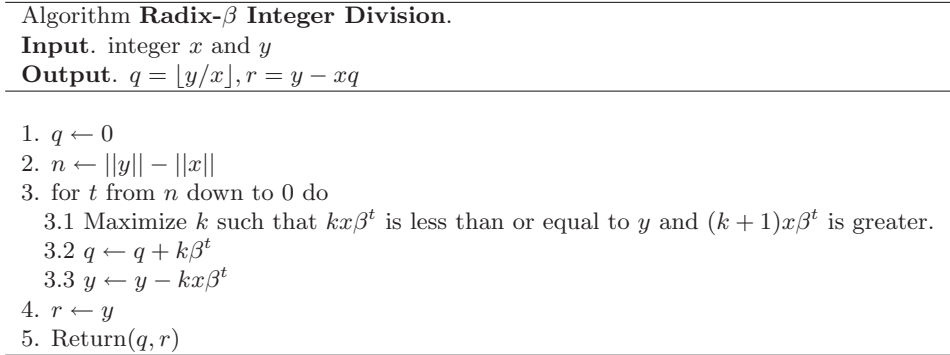 Algorithm Radix-β Integer Division.
Input. integer x and y
Output. q = ⌊y/x⌋, r = y − xq
1. q ← 0
2. n ← ||y|| − ||x||
3. for t from n down to 0 do
3.1 Maximize k such that kxβ^t is less than or equal to y and (k + 1)xβ^t is greater.
3.2 q ← q + kβ^t
3.3 y ← y − kxβ^t
4. r ← y
5. Return(q, r)